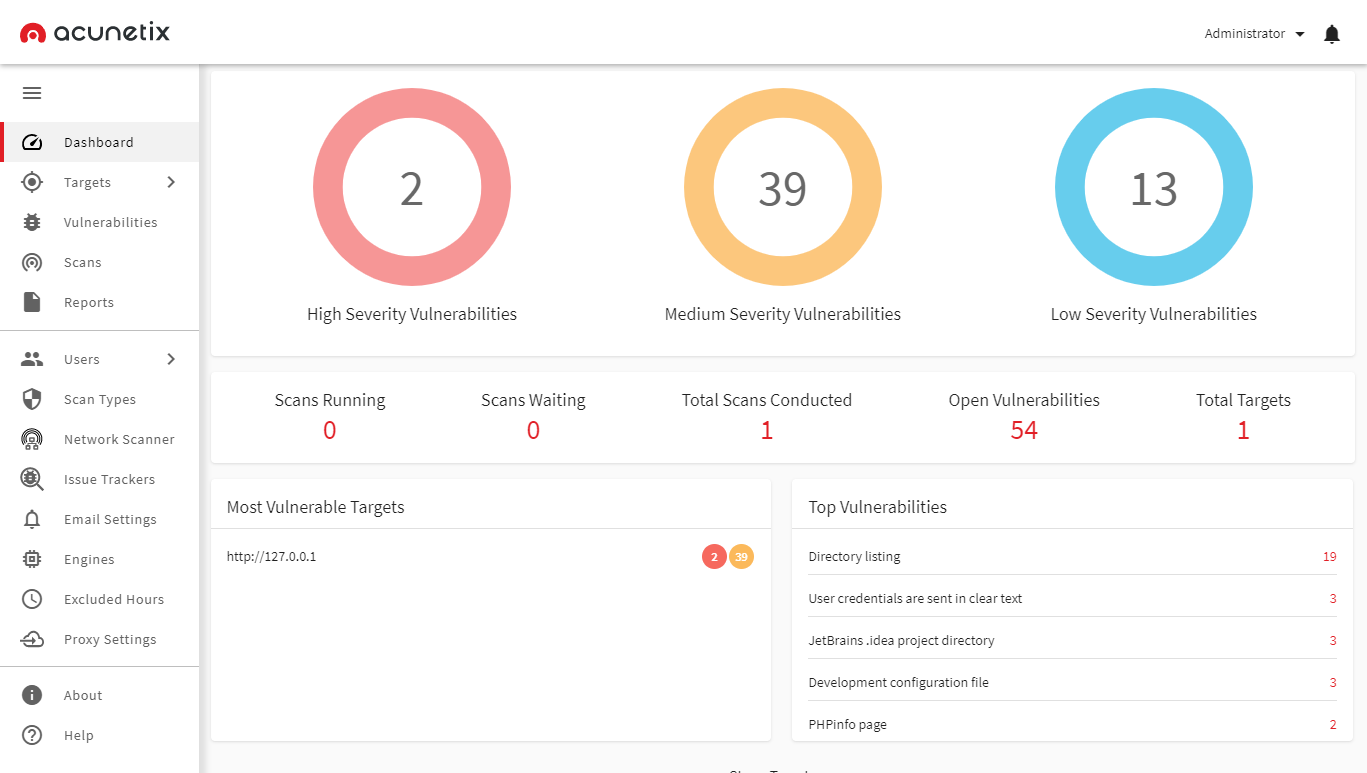 acunetix
Administrator
Dashboard
Targets
Vulnerabilities
Scans
Reports
Users
Scan Types
Network Scanner
Issue Trackers
Email Settings
Engines
Excluded Hours
Proxy Settings
About
Help
2
39
13
High Severity Vulnerabilities
Medium Severity Vulnerabilities
Low Severity Vulnerabilities
Scans Running
0
Scans Waiting
0
Total Scans Conducted
1
Open Vulnerabilities
54
Total Targets
1
Most Vulnerable Targets
http://127.0.0.1 2 39
Top Vulnerabilities
Directory listing 19
User credentials are sent in clear text 3
JetBrains .idea project directory 3
Development configuration file 3
PHPinfo page 2